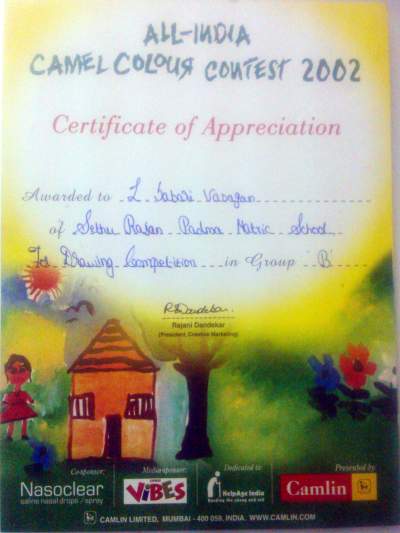 ALL-INDIA
CAMEL COLOUR CONTEST 2002
Certificate of Appreciation
Awarded to L. Sabari Vasagan
of Sethu Rajan Padma Matric School
For Drawing Competition in Group 'B'
R Dandekar.
Rajani Dandekar
(President, Creative Marketing)
Co-sponsor: Media sponsor: Dedicated to: Presented by:
Nasoclear VIBES HelpAge India Camlin
saline nasal drops / spray
CAMLIN LIMITED, MUMBAI - 400 059, INDIA. WWW.CAMLIN.COM